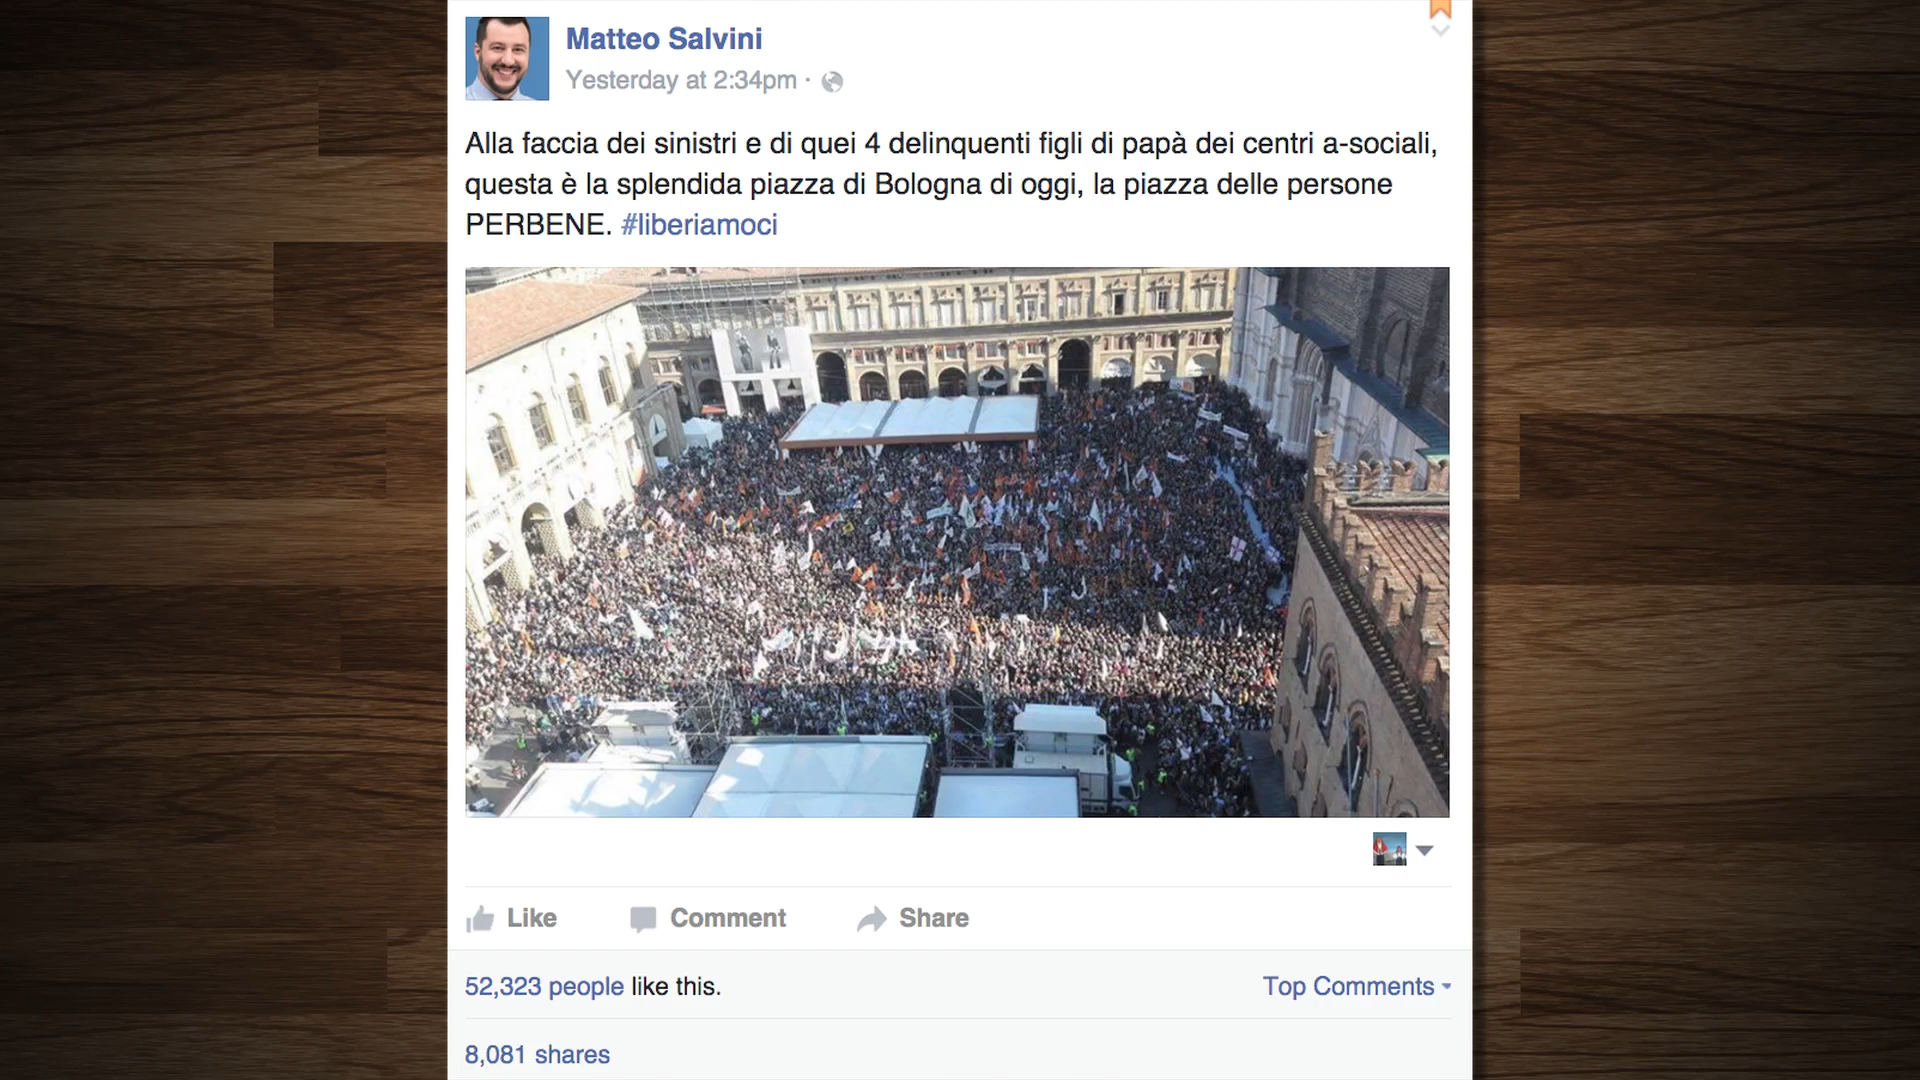 Matteo Salvini
Yesterday at 2:34pm ·
Alla faccia dei sinistri e di quei 4 delinquenti figli di papà dei centri a-sociali,
questa è la splendida piazza di Bologna di oggi, la piazza delle persone
PERBENE. #liberiamoci
Like Comment Share
52,323 people like this. Top Comments
8,081 shares